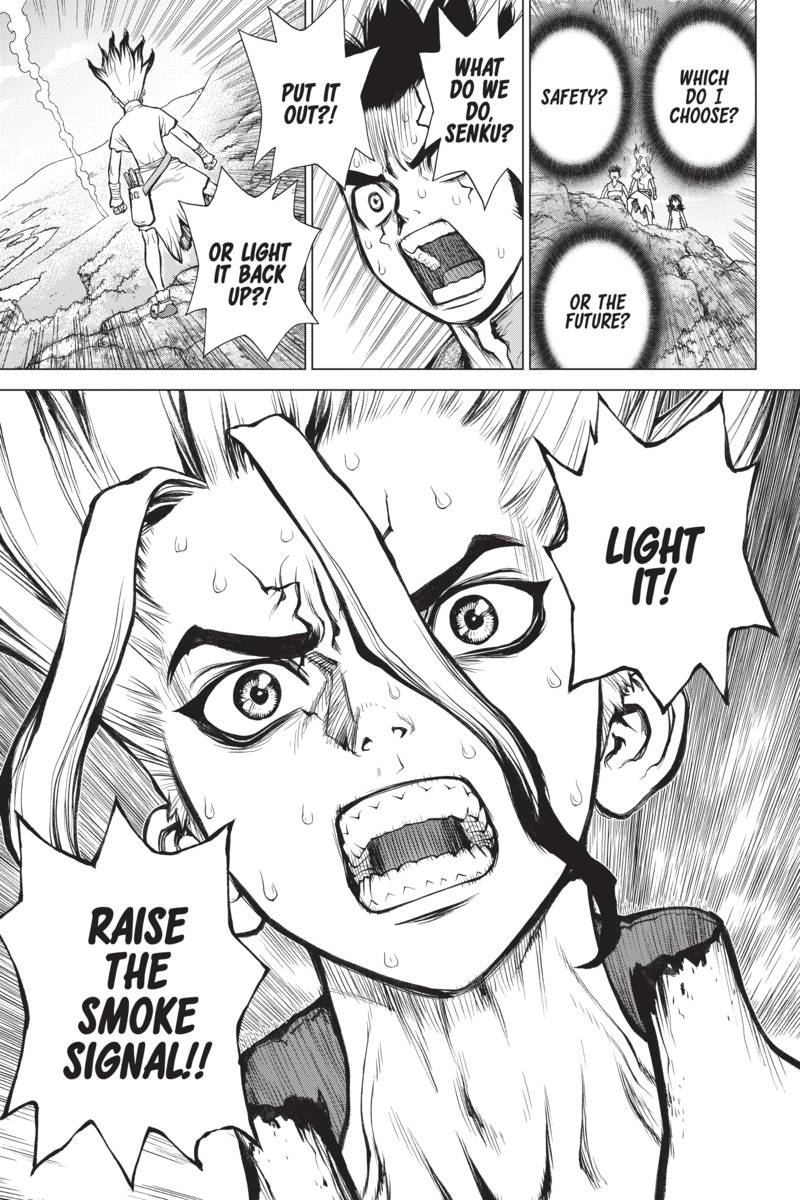 WHICH
DO I
CHOOSE?
SAFETY?
OR THE
FUTURE?
WHAT
DO WE
DO,
SENKU?
PUT IT
OUT?!
OR LIGHT
IT BACK
UP?!
LIGHT
IT!
RAISE
THE
SMOKE
SIGNAL!!